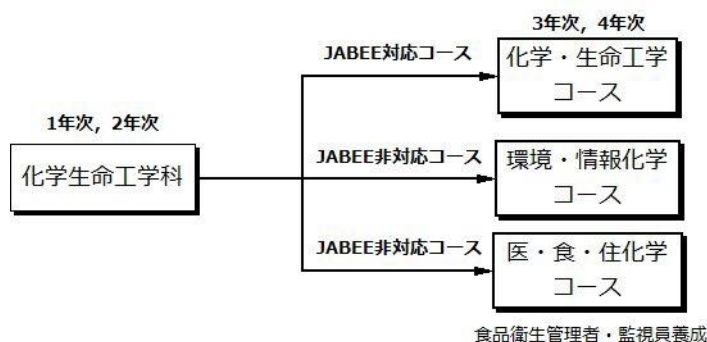 3年次，4年次
JABEE対応コース
化学・生命工学
コース
1年次，2年次
化学生命工学科
JABEE非対応コース
環境・情報化学
コース
JABEE非対応コース
医・食・住化学
コース
食品衛生管理者・監視員養成